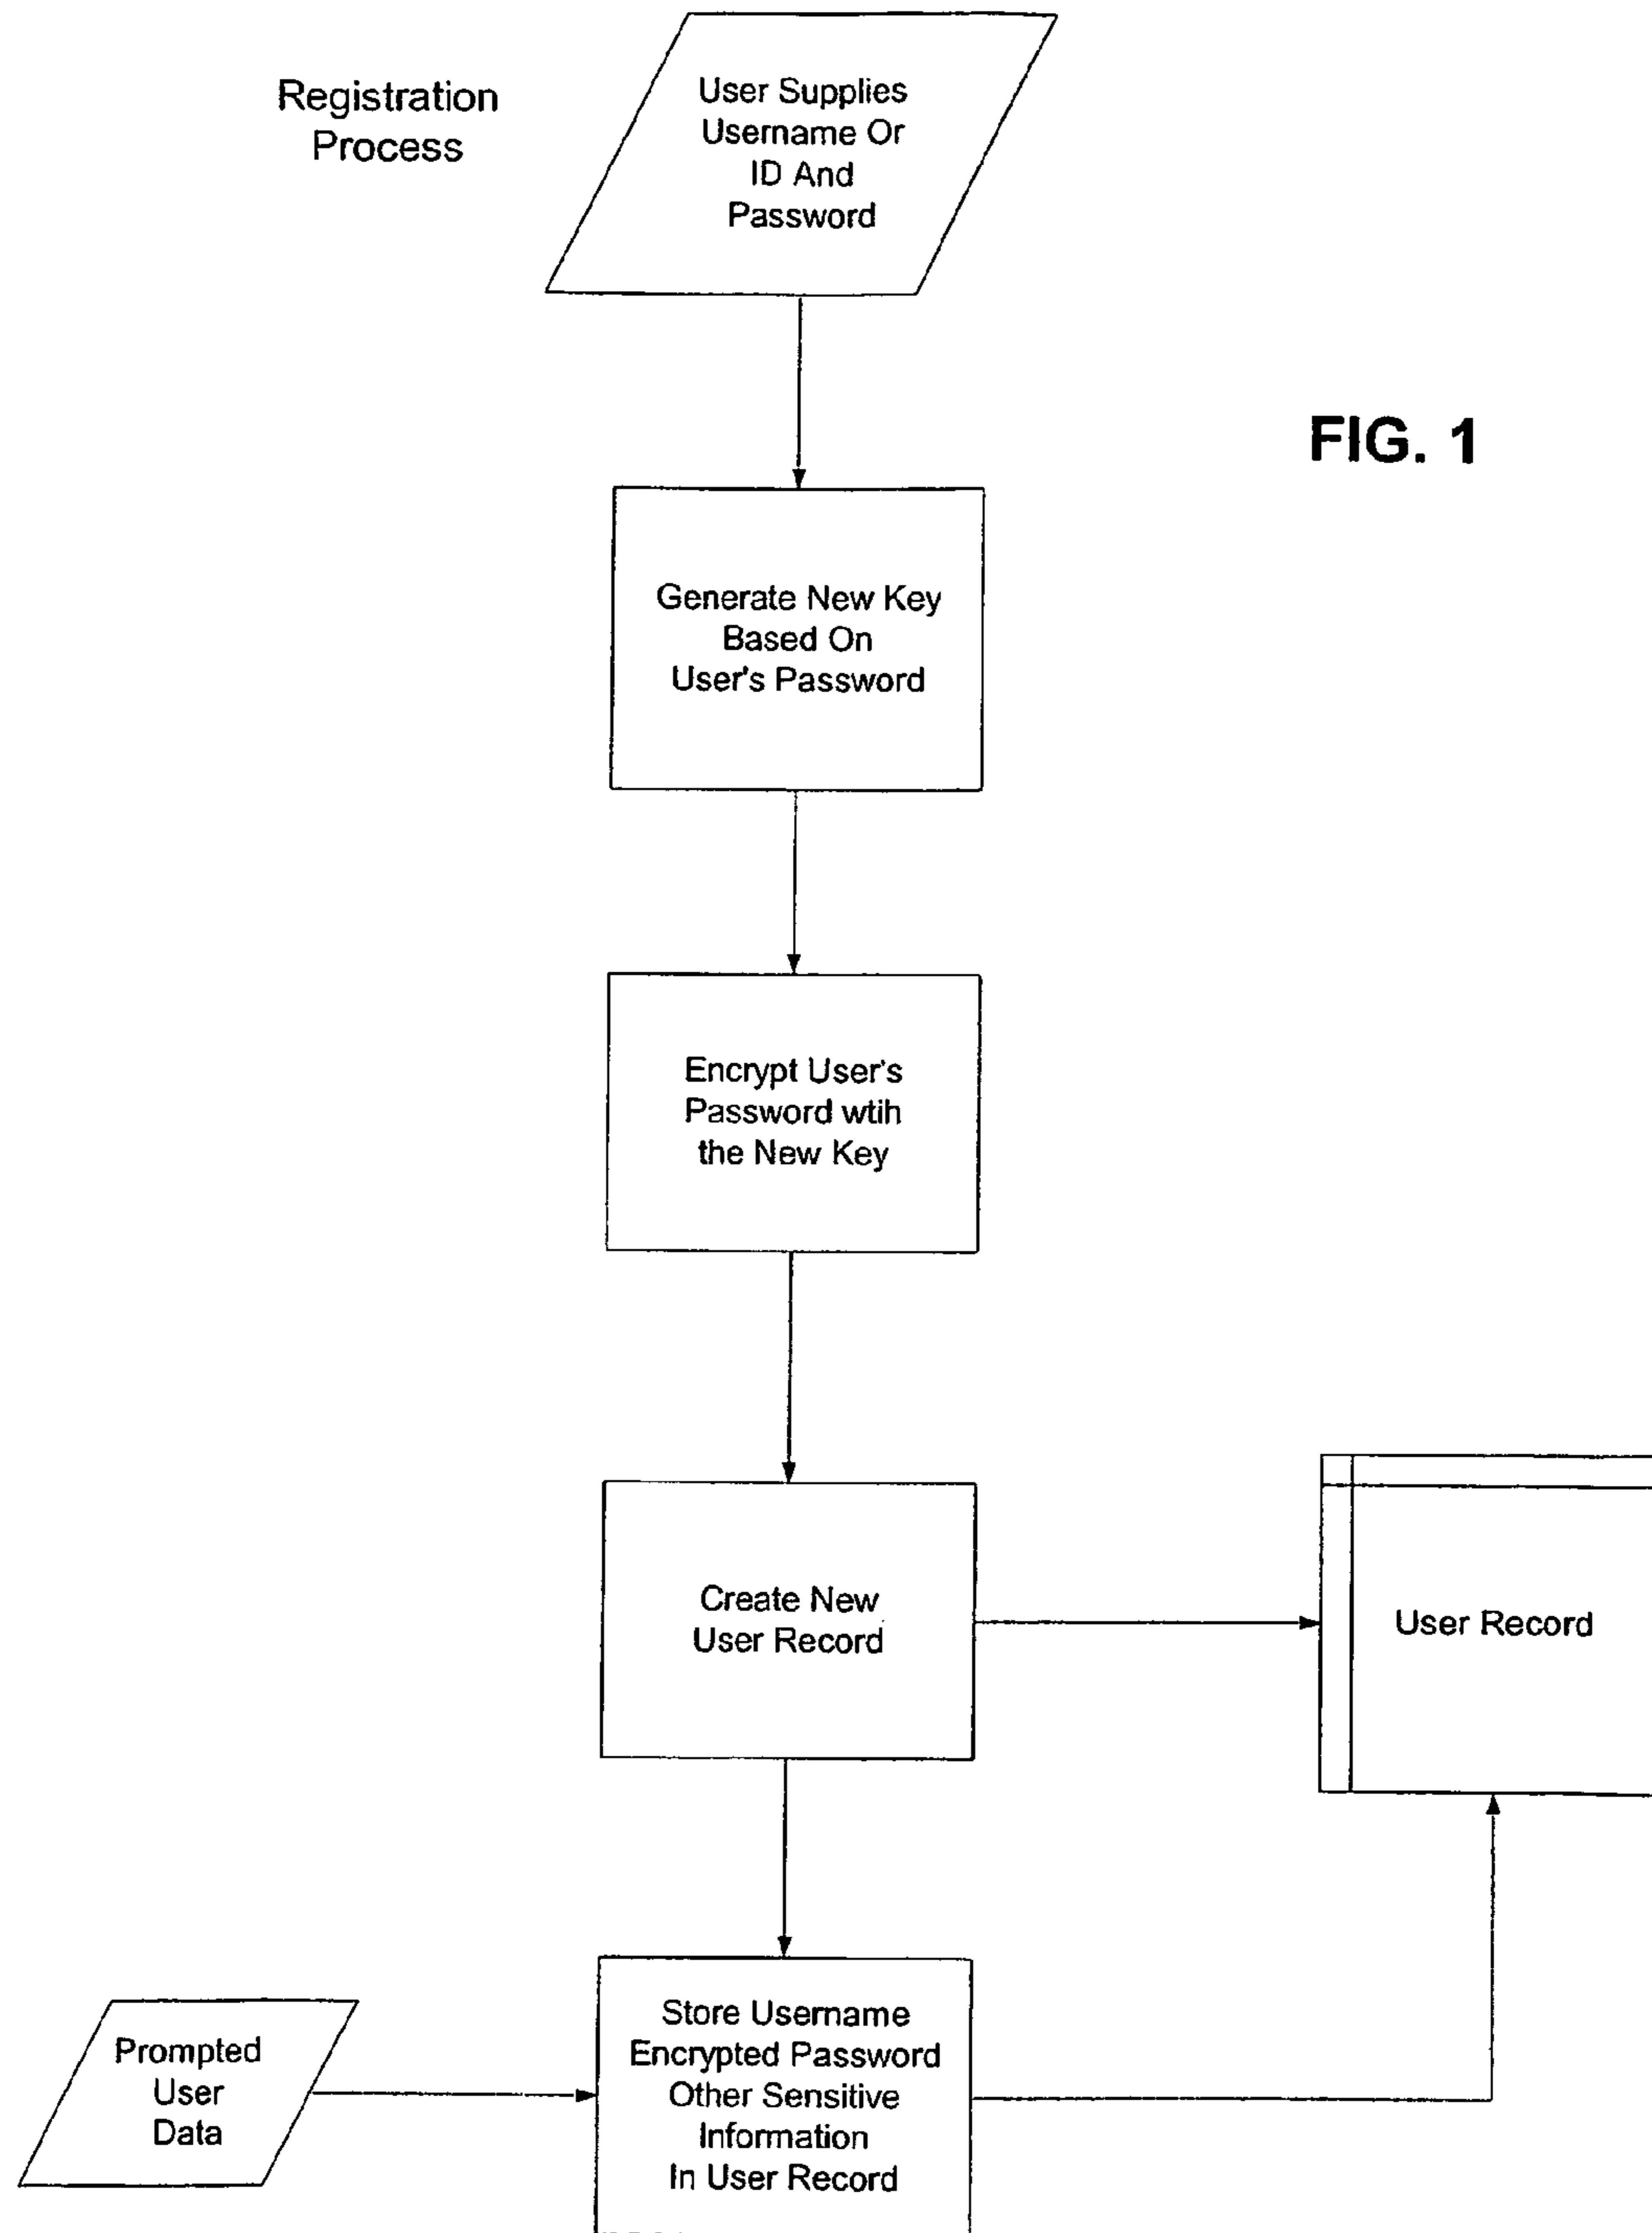 Registration
Process
User Supplies
Username Or
ID And
Password
FIG. 1
Generate New Key
Based On
User's Password
Encrypt User's
Password wtih
the New Key
Create New
User Record
User Record
Prompted
User
Data
Store Username
Encrypted Password
Other Sensitive
Information
In User Record